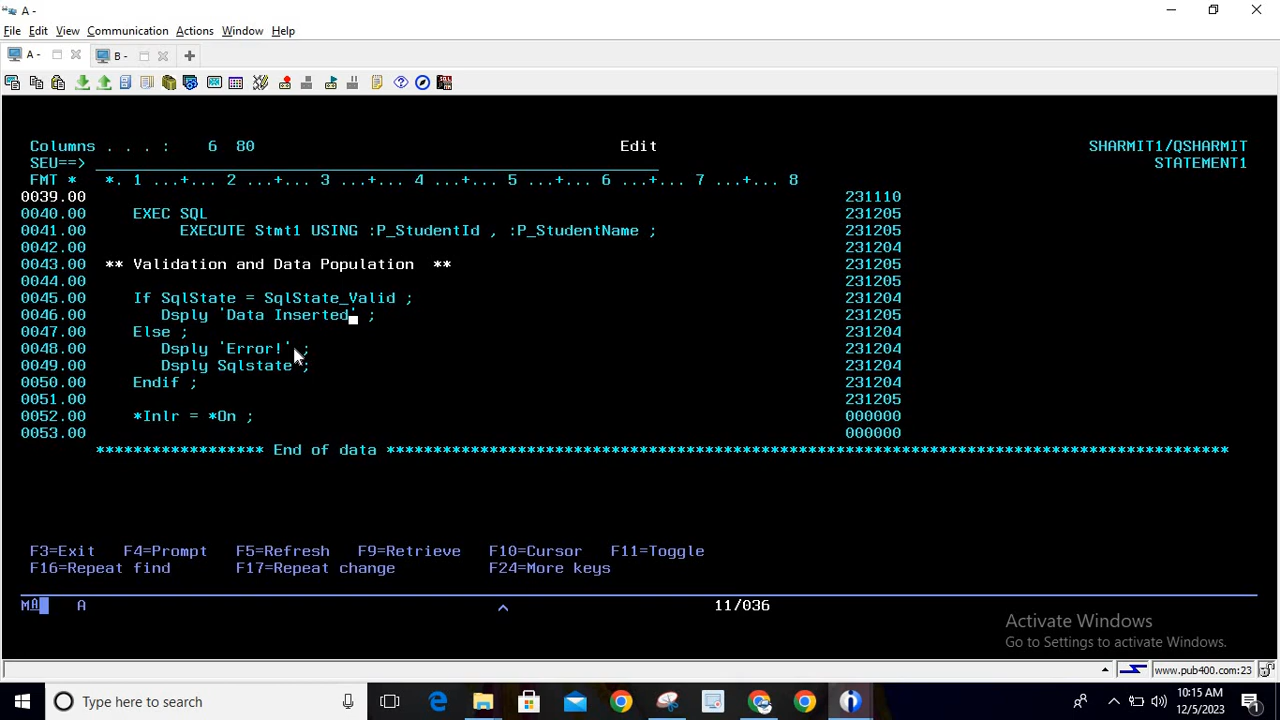 A -
File Edit View Communication Actions Window Help
A - B -
Columns . . . : 6 80 Edit SHARMIT1/QSHARMIT
SEU==> STATEMENT1
FMT * *. 1 ...+... 2 ...+... 3 ...+... 4 ...+... 5 ...+... 6 ...+... 7 ...+... 8
0039.00 231110
0040.00 EXEC SQL 231205
0041.00 EXECUTE Stmt1 USING :P_StudentId , :P_StudentName ; 231205
0042.00 231204
0043.00 ** Validation and Data Population ** 231205
0044.00 231205
0045.00 If SqlState = SqlState_Valid ; 231204
0046.00 Dsply 'Data Inserted' ; 231205
0047.00 Else ; 231204
0048.00 Dsply 'Error!' ; 231204
0049.00 Dsply Sqlstate ; 231204
0050.00 Endif ; 231204
0051.00 231205
0052.00 *Inlr = *On ; 000000
0053.00 000000
****************** End of data ******************************************************************************************
F3=Exit F4=Prompt F5=Refresh F9=Retrieve F10=Cursor F11=Toggle
F16=Repeat find F17=Repeat change F24=More keys
MA A ^ 11/036
Activate Windows
Go to Settings to activate Windows.
www.pub400.com:23
Type here to search
10:15 AM
12/5/2023
1